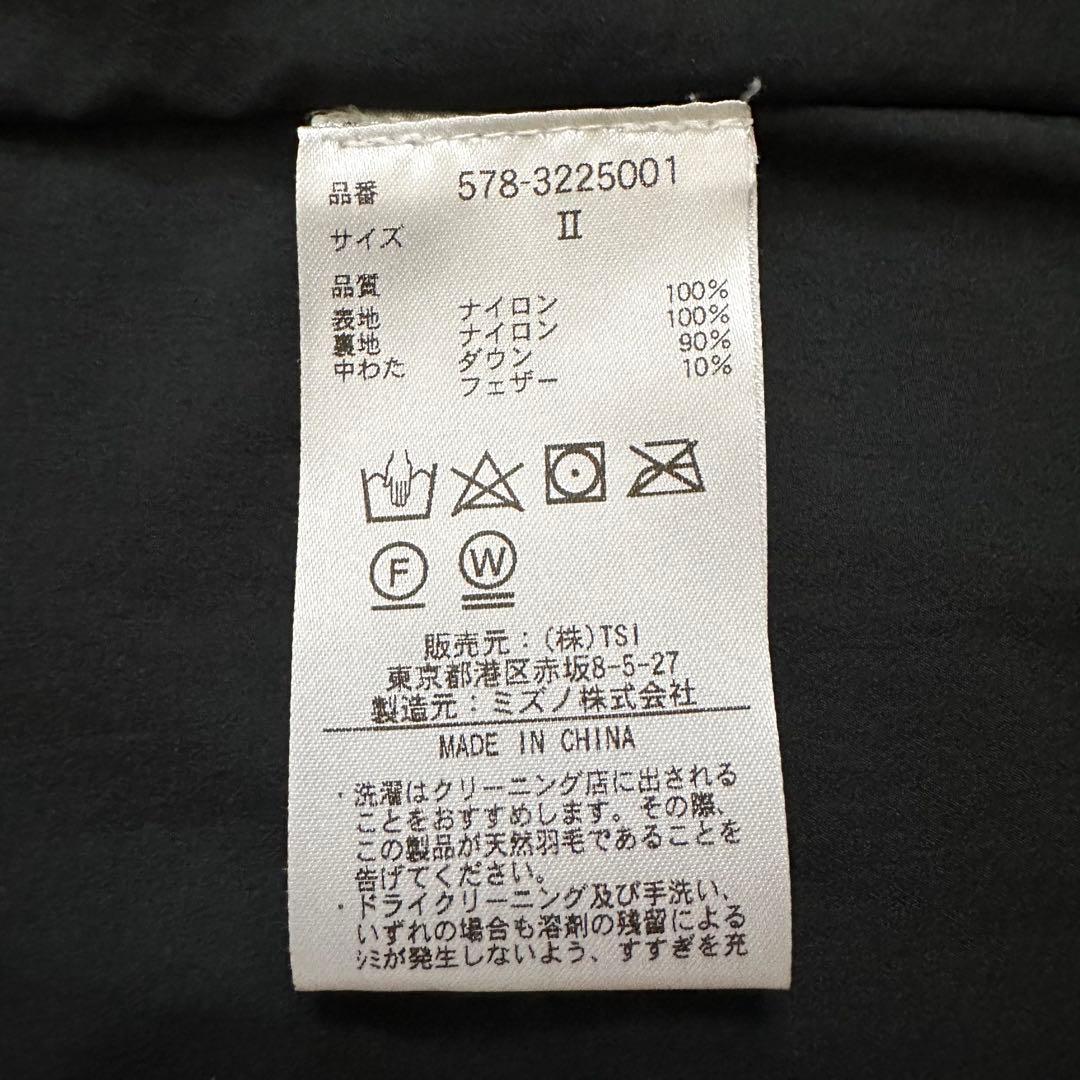 品番 578-3225001
サイズ Ⅱ
品質
表地 ナイロン 100%
裏地 ナイロン 100%
中わた ダウン 90%
フェザー 10%
F W
販売元：(株)TSI
東京都港区赤坂8-5-27
製造元：ミズノ株式会社
MADE IN CHINA
・洗濯はクリーニング店に出される
ことをおすすめします。その際、
この製品が天然羽毛であることを
告げてください。
・ドライクリーニング及び手洗い、
いずれの場合も溶剤の残留による
ｼﾐが発生しないよう、すすぎを充